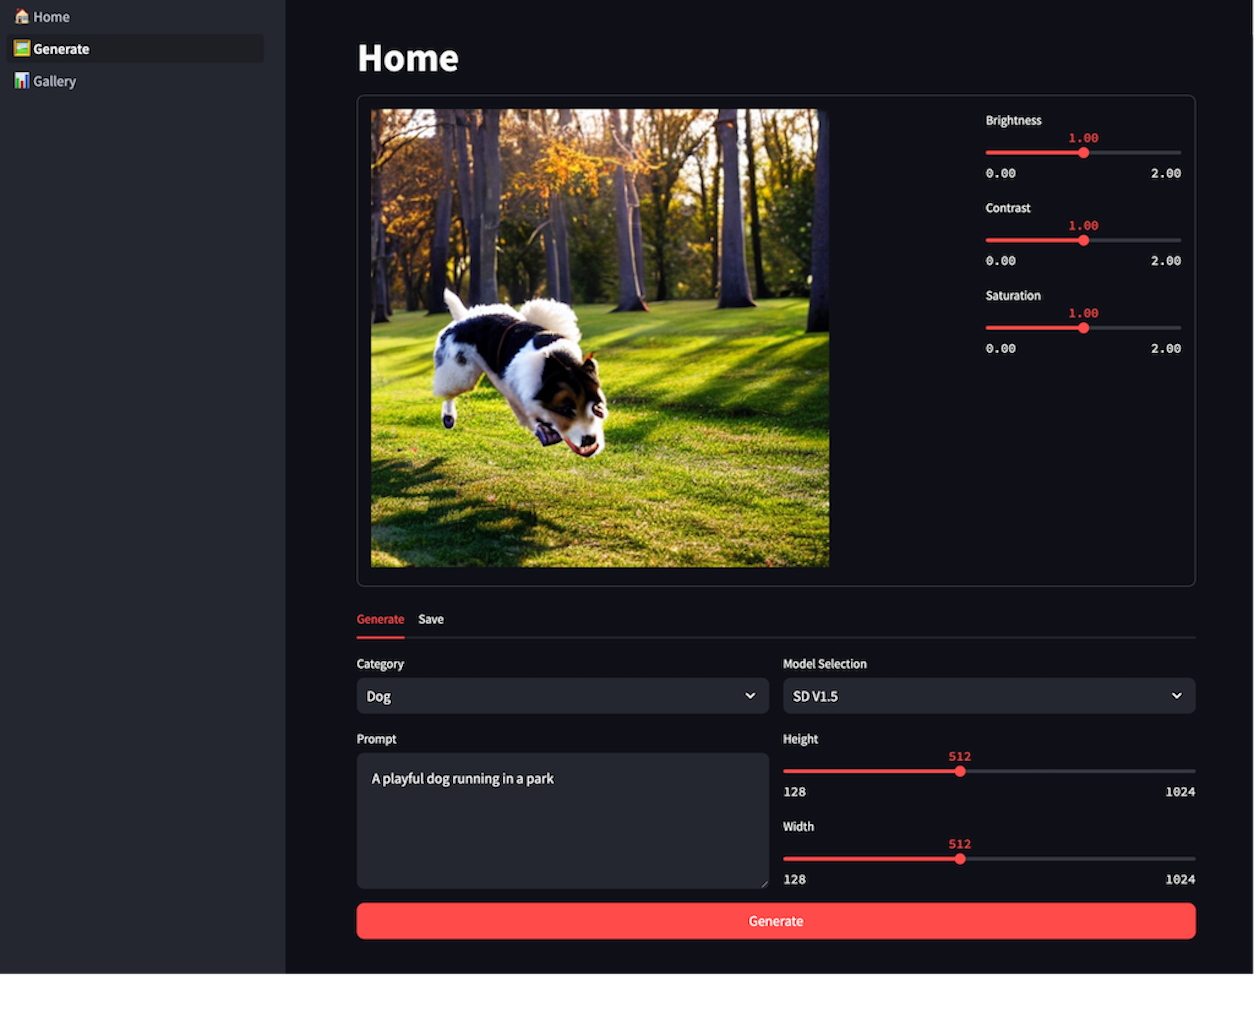 Home
Generate
Gallery
Home
Brightness
1.00
0.00 2.00
Contrast
1.00
0.00 2.00
Saturation
1.00
0.00 2.00
Generate Save
Category
Dog
Model Selection
SD V1.5
Prompt
A playful dog running in a park
Height
512
128 1024
Width
512
128 1024
Generate